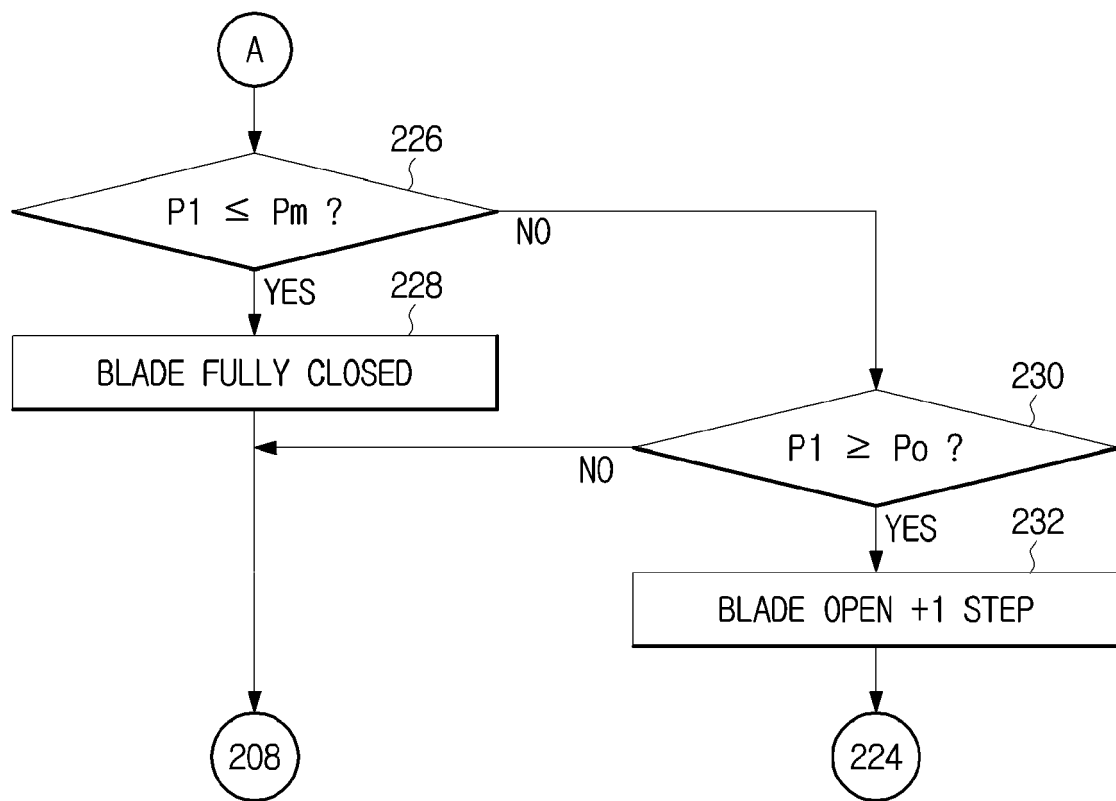 A
226
P1 ≤ Pm ?
NO
YES
228
BLADE FULLY CLOSED
230
P1 ≥ Po ?
NO
YES
232
BLADE OPEN +1 STEP
208
224